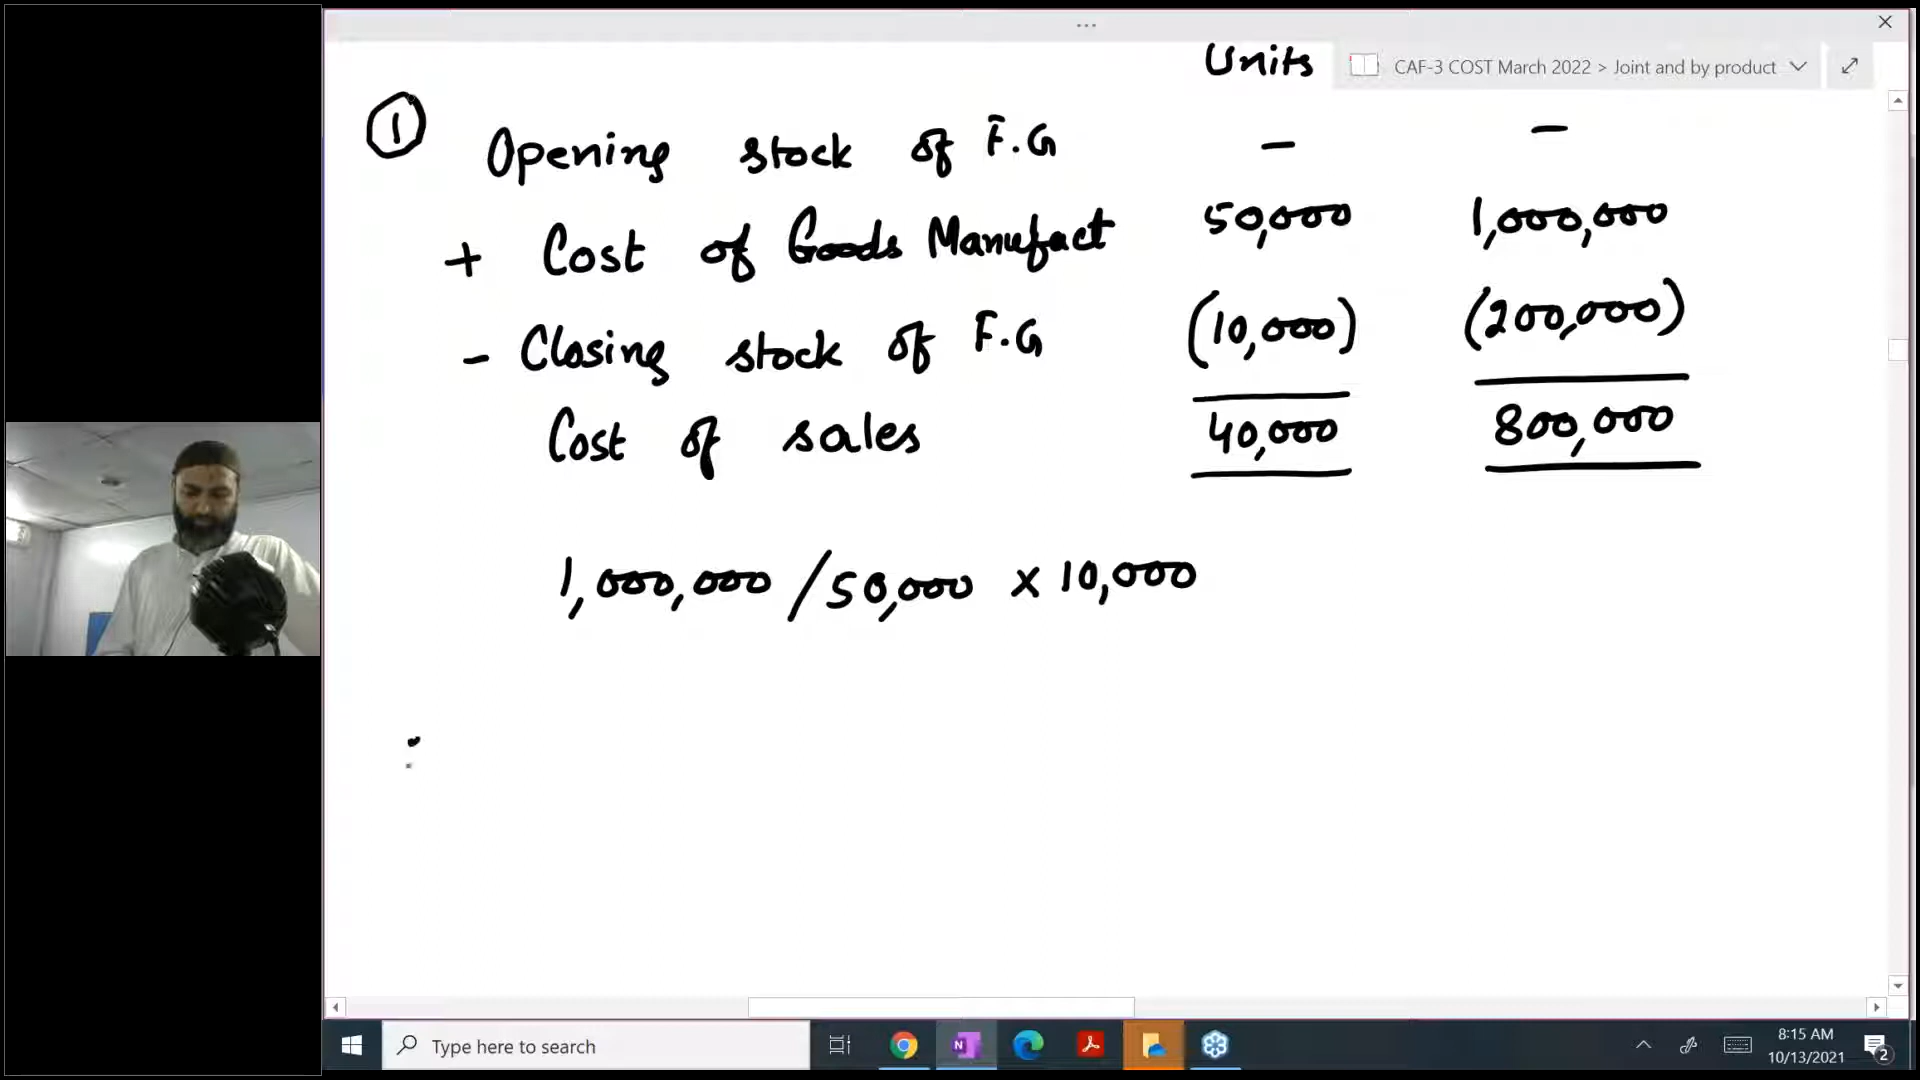 ...
Units
CAF-3 COST March 2022 > Joint and by product
1 Opening stock of F.G - -
+ Cost of Goods Manufact 50,000 1,000,000
- Closing stock of F.G (10,000) (200,000)
Cost of sales 40,000 800,000
1,000,000 / 50,000 x 10,000
Type here to search
8:15 AM
10/13/2021
2